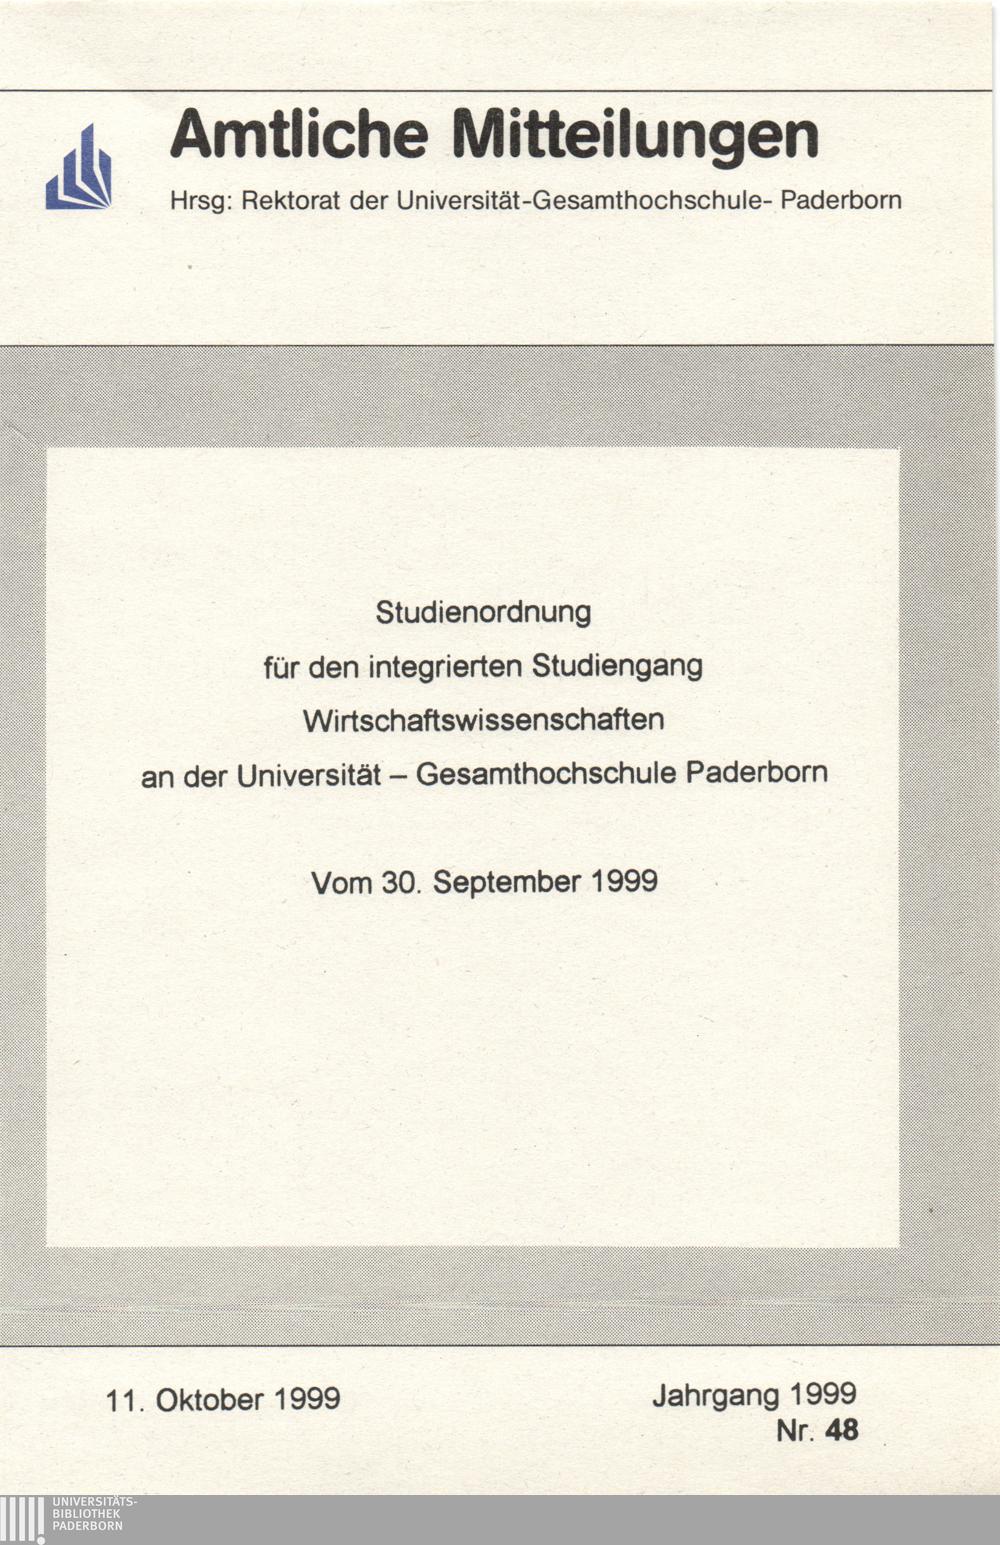 Amtliche Mitteilungen
Hrsg: Rektorat der Universität-Gesamthochschule- Paderborn
Studienordnung
für den integrierten Studiengang
Wirtschaftswissenschaften
an der Universität – Gesamthochschule Paderborn
Vom 30. September 1999
11. Oktober 1999
Jahrgang 1999
Nr. 48
UNIVERSITÄTS-
BIBLIOTHEK
PADERBORN